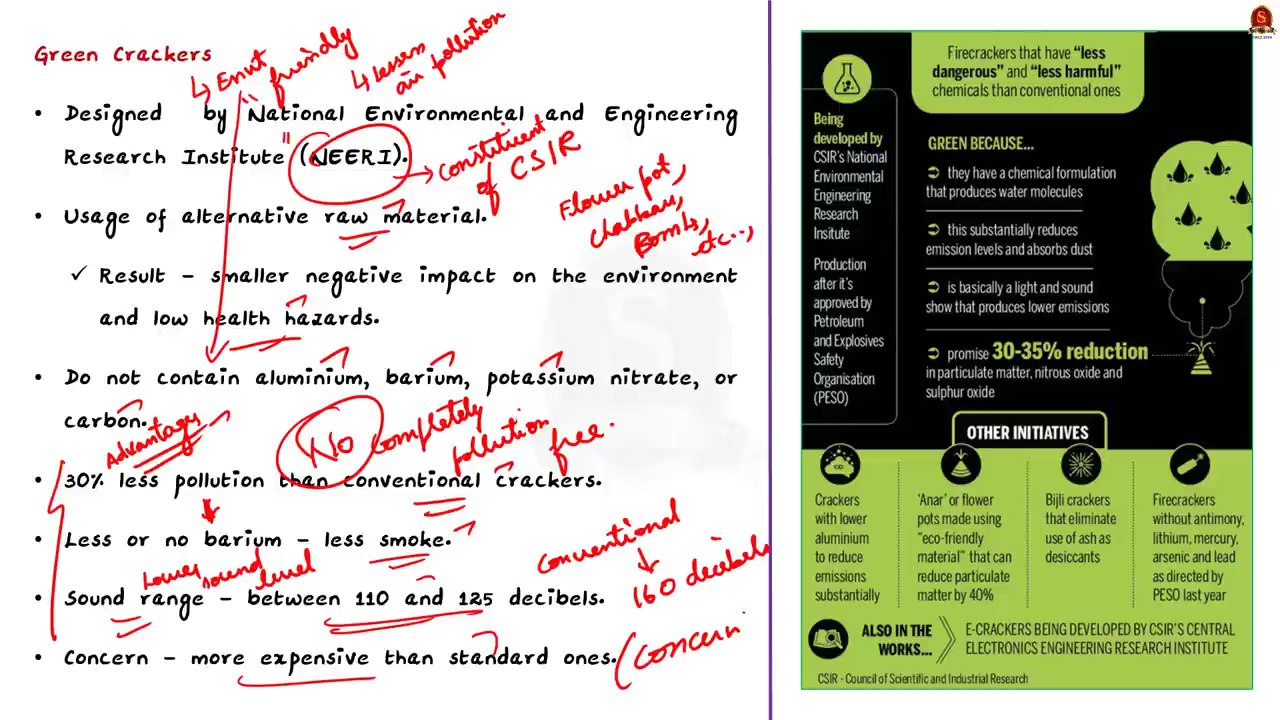 Green Crackers
↳ Envt friendly
↳ lessen air pollution
• Designed by "National Environmental and Engineering
Research Institute" (NEERI).
→ constituent of CSIR
• Usage of alternative raw material.
Flower pot,
chakkar,
Bombs,
etc..,
✓ Result – smaller negative impact on the environment
and low health hazards.
• Do not contain aluminium, barium, potassium nitrate, or
carbon.
Advantages
No completely
pollution
free.
• 30% less pollution than conventional crackers.
• Less or no barium – less smoke.
Lower sound level
Conventional
160 decibels
• Sound range – between 110 and 125 decibels.
• Concern – more expensive than standard ones.
(Concern
Firecrackers that have "less
dangerous" and "less harmful"
chemicals than conventional ones
Being
developed by
CSIR's National
Environmental
Engineering
Research
Insitute
Production
after it's
approved by
Petroleum
and Explosives
Safety
Organisation
(PESO)
GREEN BECAUSE...
they have a chemical formulation
that produces water molecules
this substantially reduces
emission levels and absorbs dust
is basically a light and sound
show that produces lower emissions
promise 30-35% reduction
in particulate matter, nitrous oxide and
sulphur oxide
OTHER INITIATIVES
Crackers
with lower
aluminium
to reduce
emissions
substantially
'Anar' or flower
pots made using
"eco-friendly
material" that can
reduce particulate
matter by 40%
Bijli crackers
that eliminate
use of ash as
desiccants
Firecrackers
without antimony,
lithium, mercury,
arsenic and lead
as directed by
PESO last year
ALSO IN THE
WORKS...
E-CRACKERS BEING DEVELOPED BY CSIR'S CENTRAL
ELECTRONICS ENGINEERING RESEARCH INSTITUTE
CSIR - Council of Scientific and Industrial Research